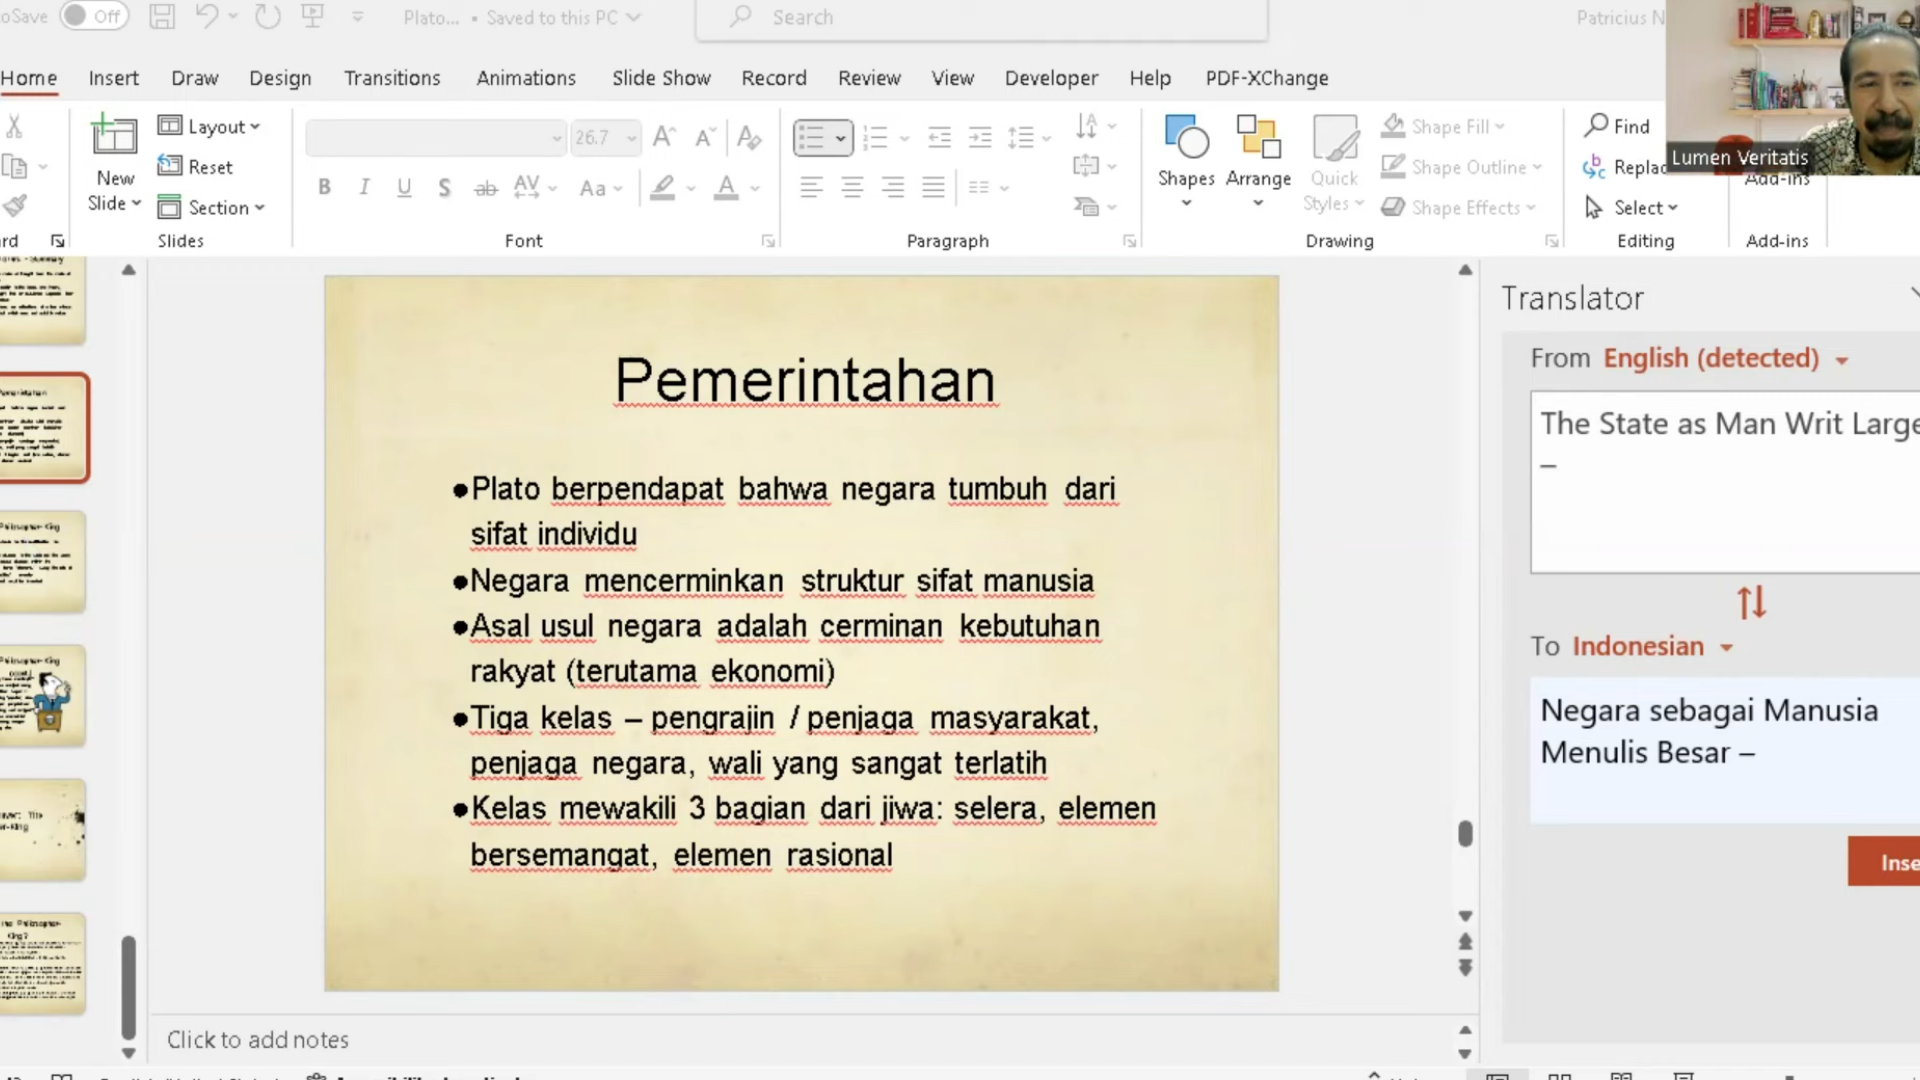 oSave
Off
Plato... • Saved to this PC
Search
Patricius N
Home
Insert
Draw
Design
Transitions
Animations
Slide Show
Record
Review
View
Developer
Help
PDF-XChange
New
Slide
Layout
Reset
Section
Slides
26.7
B I U S ab AV Aa A
Font
Paragraph
Shapes
Arrange
Quick
Styles
Shape Fill
Shape Outline
Shape Effects
Drawing
Find
Replac
Select
Editing
Add-ins
Add-ins
Lumen Veritatis
Pemerintahan
●Plato berpendapat bahwa negara tumbuh dari
sifat individu
●Negara mencerminkan struktur sifat manusia
●Asal usul negara adalah cerminan kebutuhan
rakyat (terutama ekonomi)
●Tiga kelas – pengrajin / penjaga masyarakat,
penjaga negara, wali yang sangat terlatih
●Kelas mewakili 3 bagian dari jiwa: selera, elemen
bersemangat, elemen rasional
Click to add notes
Translator
From English (detected)
The State as Man Writ Large
–
To Indonesian
Negara sebagai Manusia
Menulis Besar –
Inse